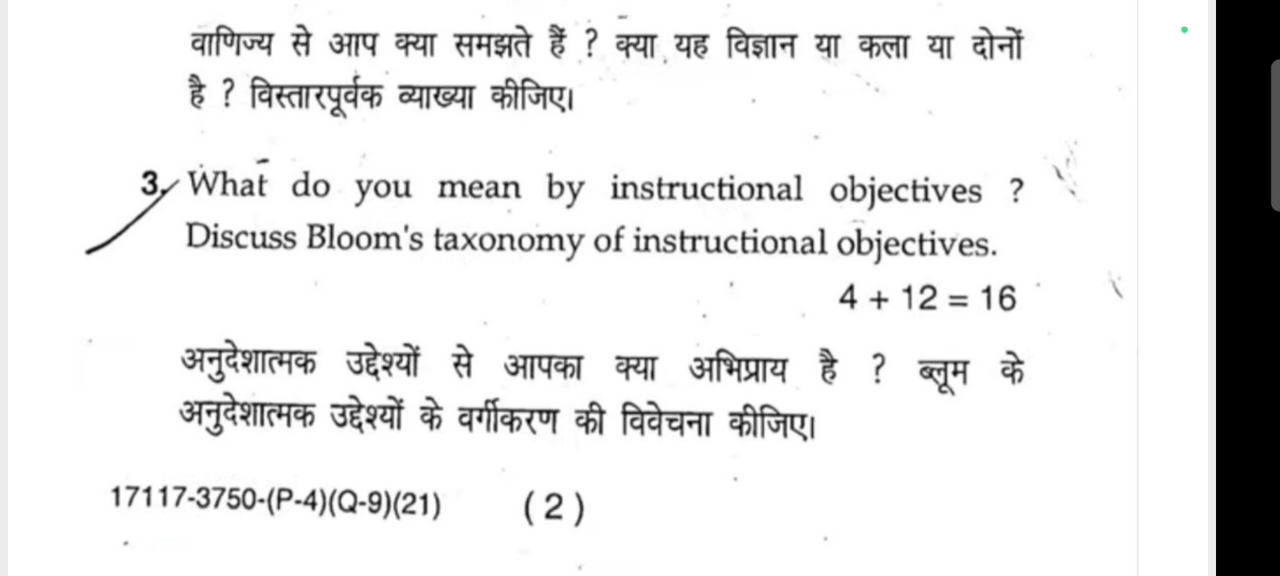 वाणिज्य से आप क्या समझते हैं ? क्या यह विज्ञान या कला या दोनों
है ? विस्तारपूर्वक व्याख्या कीजिए।
3. What do you mean by instructional objectives ?
Discuss Bloom's taxonomy of instructional objectives.
4 + 12 = 16
अनुदेशात्मक उद्देश्यों से आपका क्या अभिप्राय है ? ब्लूम के
अनुदेशात्मक उद्देश्यों के वर्गीकरण की विवेचना कीजिए।
17117-3750-(P-4)(Q-9)(21) ( 2 )